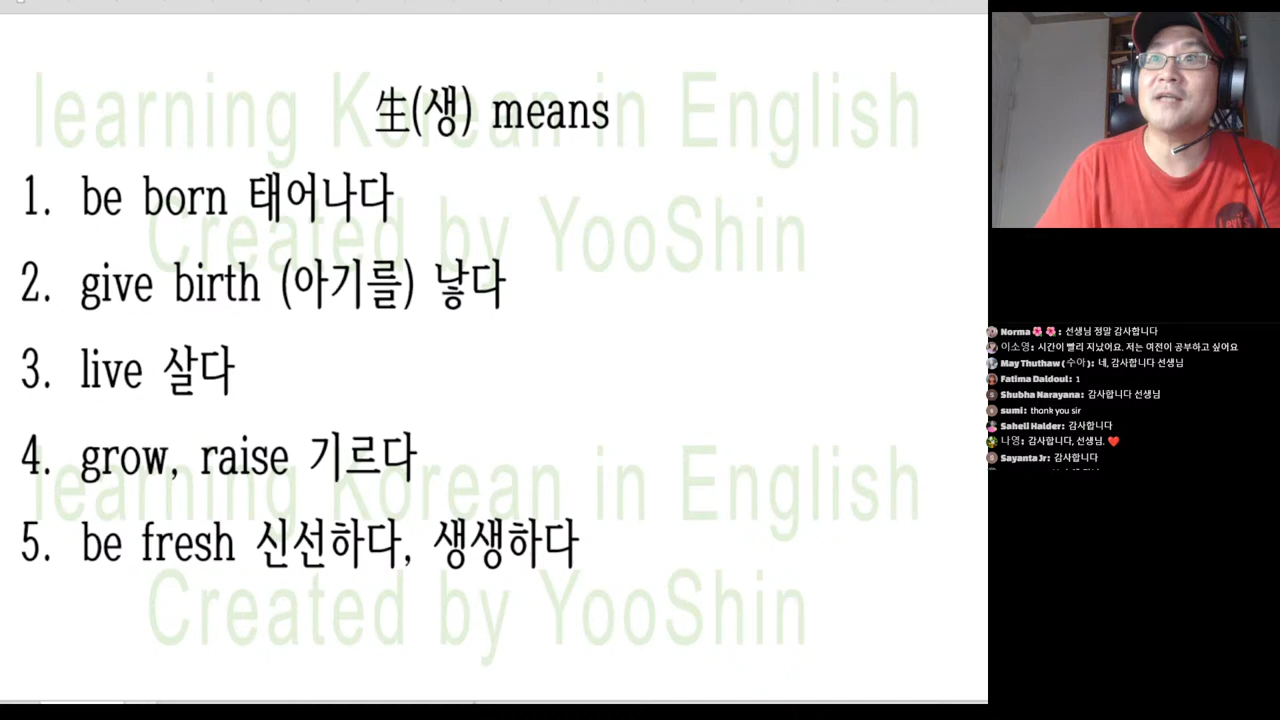 learning Korean in English
生(생) means
1. be born 태어나다
Created by YooShin
2. give birth (아기를) 낳다
3. live 살다
4. grow, raise 기르다
learning Korean in English
5. be fresh 신선하다, 생생하다
Created by YooShin
Levi's
Norma🌺🌺: 선생님 정말 감사합니다
이소영: 시간이 빨리 지났어요. 저는 여전이 공부하고 싶어요
May Thuthaw (수아): 네, 감사합니다 선생님
Fatima Daldoul: 1
Shubha Narayana: 감사합니다 선생님
sumi: thank you sir
Saheli Halder: 감사합니다
나영: 감사합니다, 선생님. ❤️
Sayanta Jr: 감사합니다